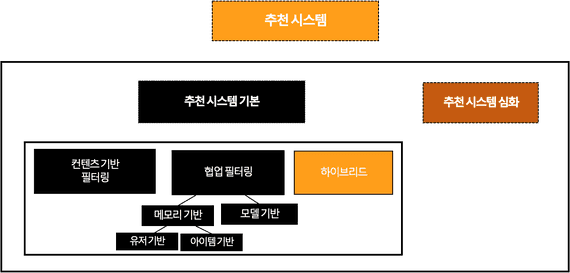 추천 시스템
추천 시스템 기본
추천 시스템 심화
컨텐츠 기반
필터링
협업 필터링
하이브리드
메모리 기반
모델 기반
유저 기반
아이템 기반